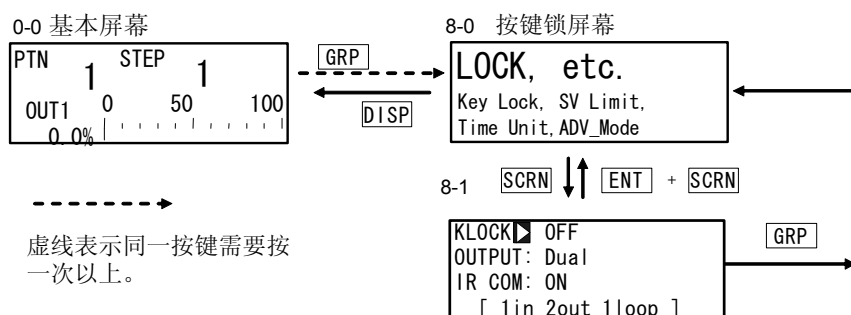 0-0 基本屏幕
PTN 1 STEP 1
OUT1 0 50 100
0.0%
GRP
DISP
8-0 按键锁屏幕
LOCK, etc.
Key Lock, SV Limit,
Time Unit, ADV_Mode
SCRN ENT + SCRN
8-1
KLOCK OFF
OUTPUT: Dual
IR COM: ON
[ 1in 2out 1loop ]
GRP
虚线表示同一按键需要按
一次以上。